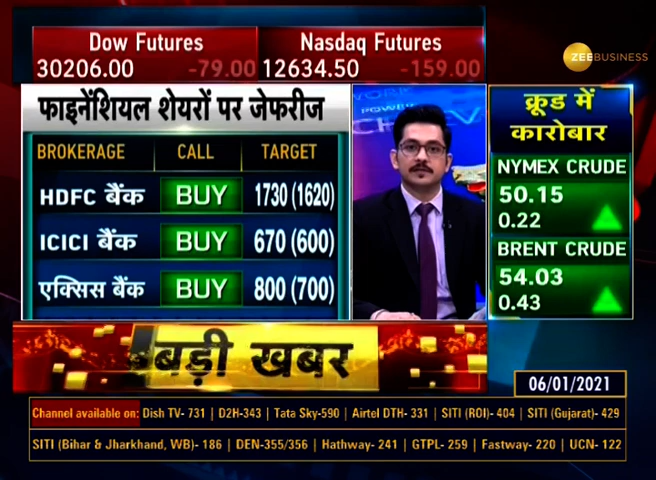 Dow Futures
30206.00 -79.00
Nasdaq Futures
12634.50 -159.00
ZEEBUSINESS
फाइनेंशियल शेयरों पर जेफरीज
BROKERAGE CALL TARGET
HDFC बैंक BUY 1730 (1620)
ICICI बैंक BUY 670 (600)
एक्सिस बैंक BUY 800 (700)
क्रूड में
कारोबार
NYMEX CRUDE
50.15
0.22
BRENT CRUDE
54.03
0.43
बड़ी खबर
06/01/2021
Channel available on: Dish TV- 731 | D2H-343 | Tata Sky-590 | Airtel DTH- 331 | SITI (ROI)- 404 | SITI (Gujarat)- 429
SITI (Bihar & Jharkhand, WB)- 186 | DEN-355/356 | Hathway- 241 | GTPL- 259 | Fastway- 220 | UCN- 122